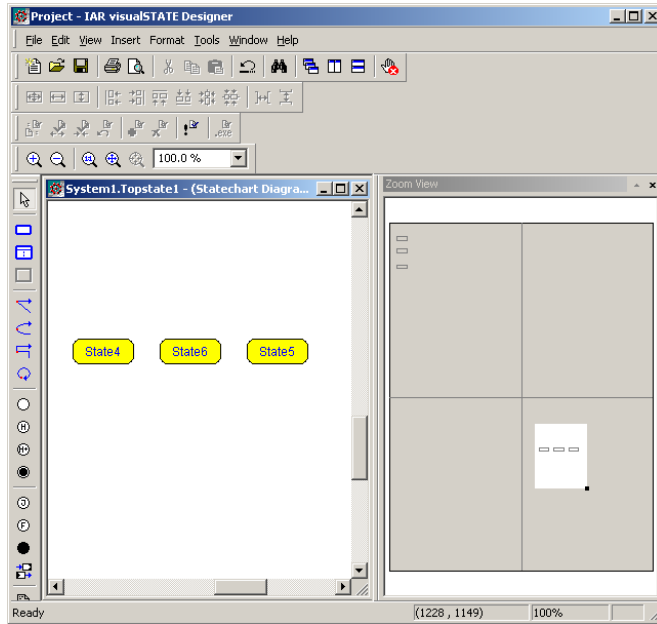 Project - IAR visualSTATE Designer
File Edit View Insert Format Tools Window Help
.exe
100.0 %
System1.Topstate1 - (Statechart Diagra...
Zoom View
State4 State6 State5
H
H*
J
F
Ready (1228 , 1149) 100%